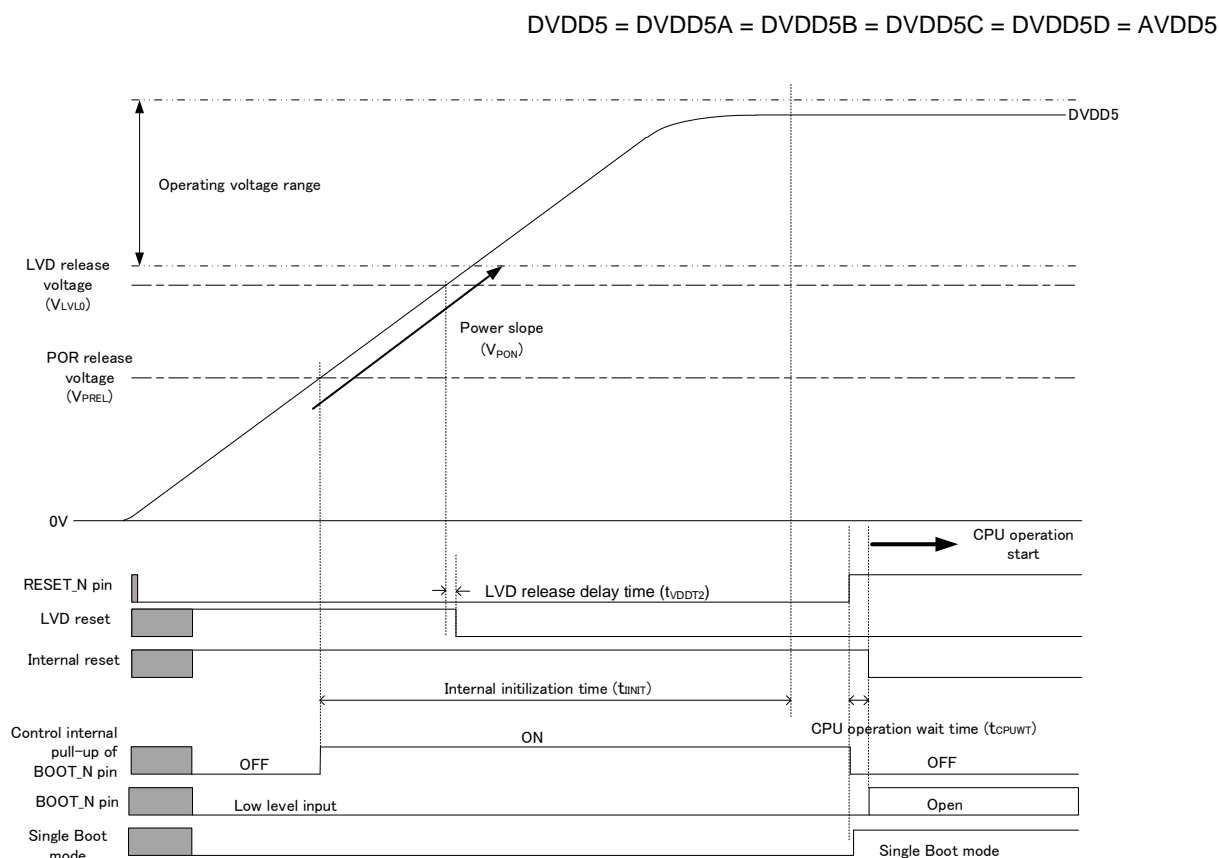 DVDD5 = DVDD5A = DVDD5B = DVDD5C = DVDD5D = AVDD5
DVDD5
Operating voltage range
LVD release
voltage
(VLVL0)
Power slope
(VPON)
POR release
voltage
(VPREL)
0V
CPU operation
start
RESET_N pin
LVD release delay time (tVDDT2)
LVD reset
Internal reset
Internal initilization time (tIINIT)
CPU operation wait time (tCPUWT)
Control internal
pull-up of
BOOT_N pin
OFF
ON
OFF
BOOT_N pin
Low level input
Open
Single Boot
mode
Single Boot mode